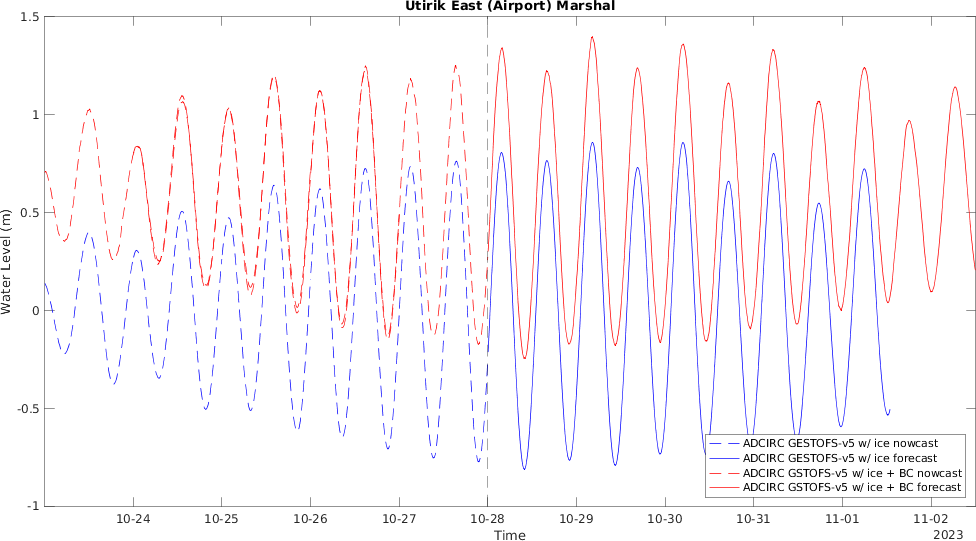 Utirik East (Airport) Marshal
1.5
1
0.5
0
-0.5
-1
Water Level (m)
10-24 10-25 10-26 10-27 10-28 10-29 10-30 10-31 11-01 11-02
Time
2023
ADCIRC GESTOFS-v5 w/ ice nowcast
ADCIRC GESTOFS-v5 w/ ice forecast
ADCIRC GSTOFS-v5 w/ ice + BC nowcast
ADCIRC GSTOFS-v5 w/ ice + BC forecast